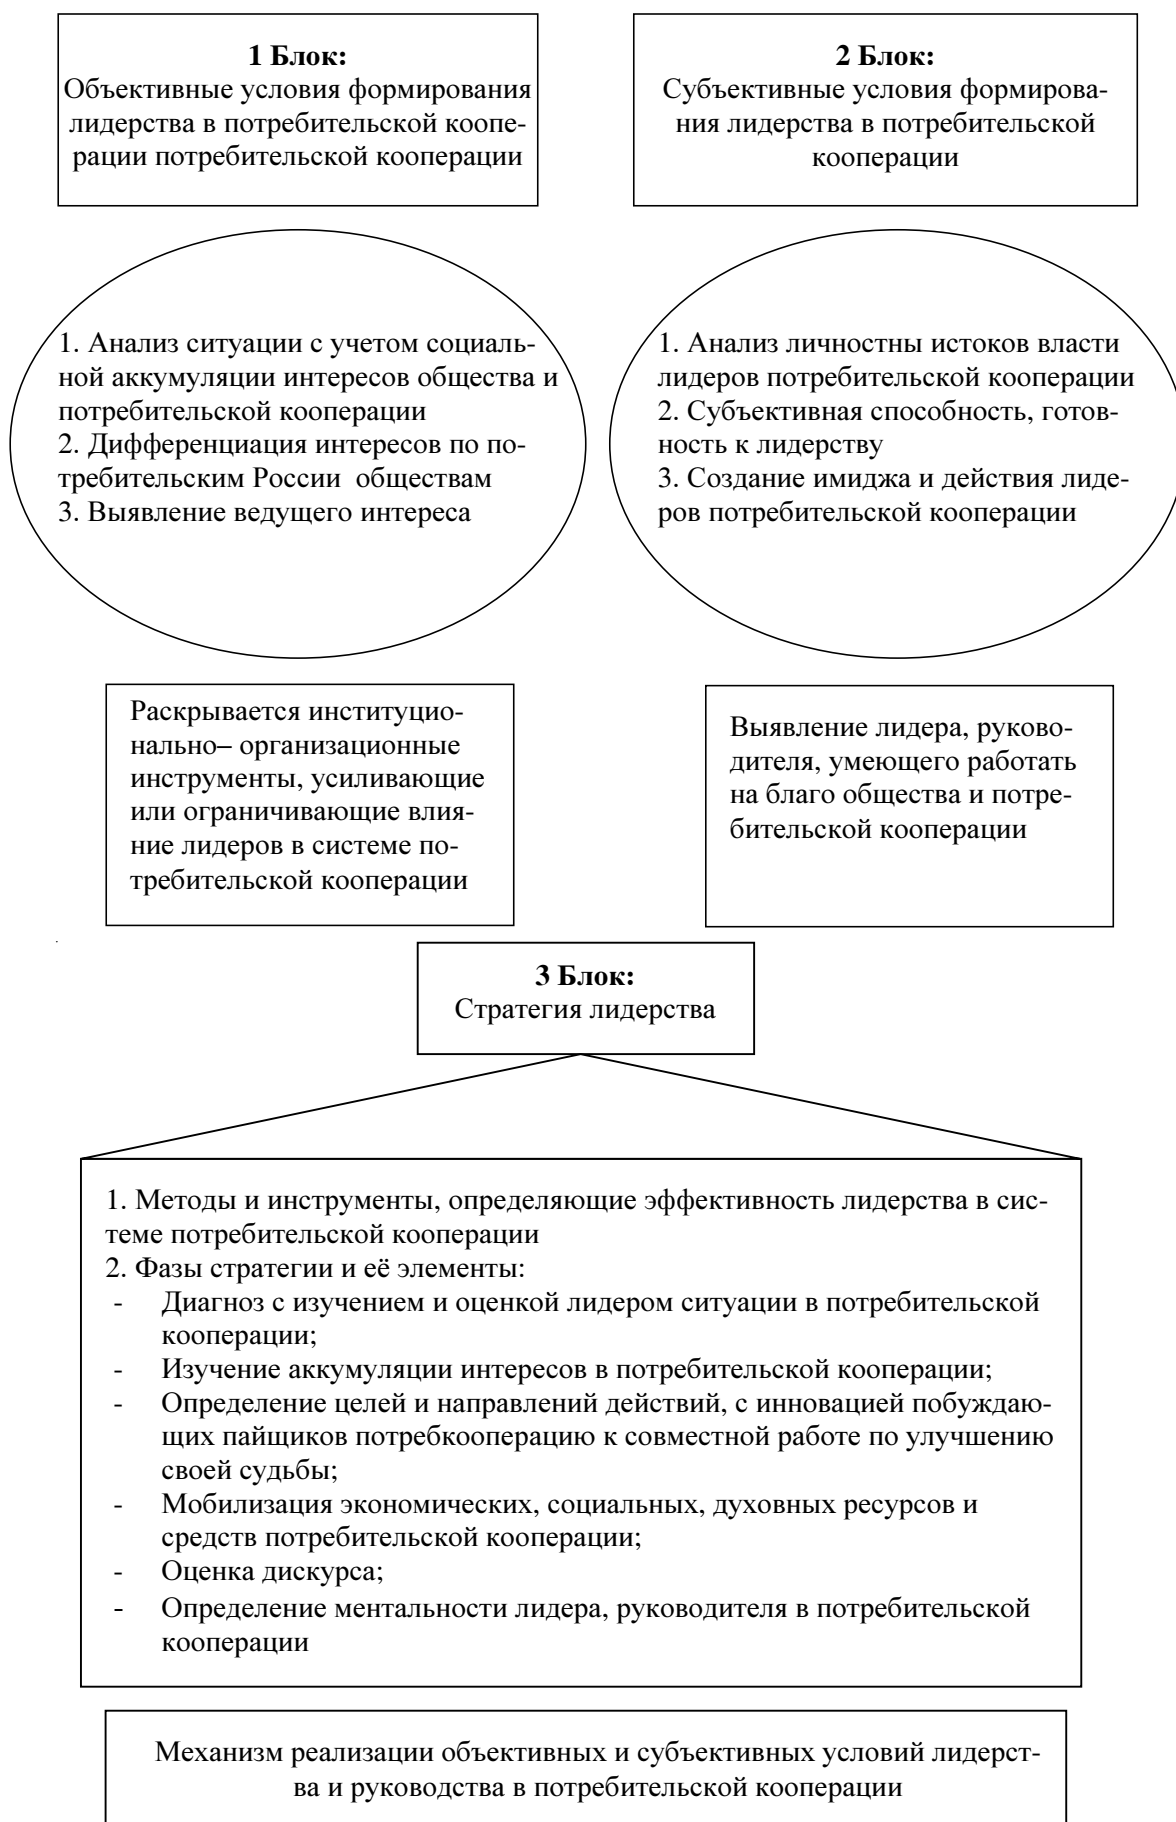 1 Блок:
Объективные условия формирования
лидерства в потребительской коопе-
рации потребительской кооперации
2 Блок:
Субъективные условия формирова-
ния лидерства в потребительской
кооперации
1. Анализ ситуации с учетом социаль-
ной аккумуляции интересов общества и
потребительской кооперации
2. Дифференциация интересов по по-
требительским России  обществам
3. Выявление ведущего интереса
1. Анализ личностны истоков власти
лидеров потребительской кооперации
2. Субъективная способность, готов-
ность к лидерству
3. Создание имиджа и действия лиде-
ров потребительской кооперации
Раскрывается институцио-
нально– организационные
инструменты, усиливающие
или ограничивающие влия-
ние лидеров в системе по-
требительской кооперации
Выявление лидера, руково-
дителя, умеющего работать
на благо общества и потре-
бительской кооперации
3 Блок:
Стратегия лидерства
1. Методы и инструменты, определяющие эффективность лидерства в сис-
теме потребительской кооперации
2. Фазы стратегии и её элементы:
- Диагноз с изучением и оценкой лидером ситуации в потребительской
кооперации;
- Изучение аккумуляции интересов в потребительской кооперации;
- Определение целей и направлений действий, с инновацией побуждаю-
щих пайщиков потребкооперацию к совместной работе по улучшению
своей судьбы;
- Мобилизация экономических, социальных, духовных ресурсов и
средств потребительской кооперации;
- Оценка дискурса;
- Определение ментальности лидера, руководителя в потребительской
кооперации
Механизм реализации объективных и субъективных условий лидерст-
ва и руководства в потребительской кооперации